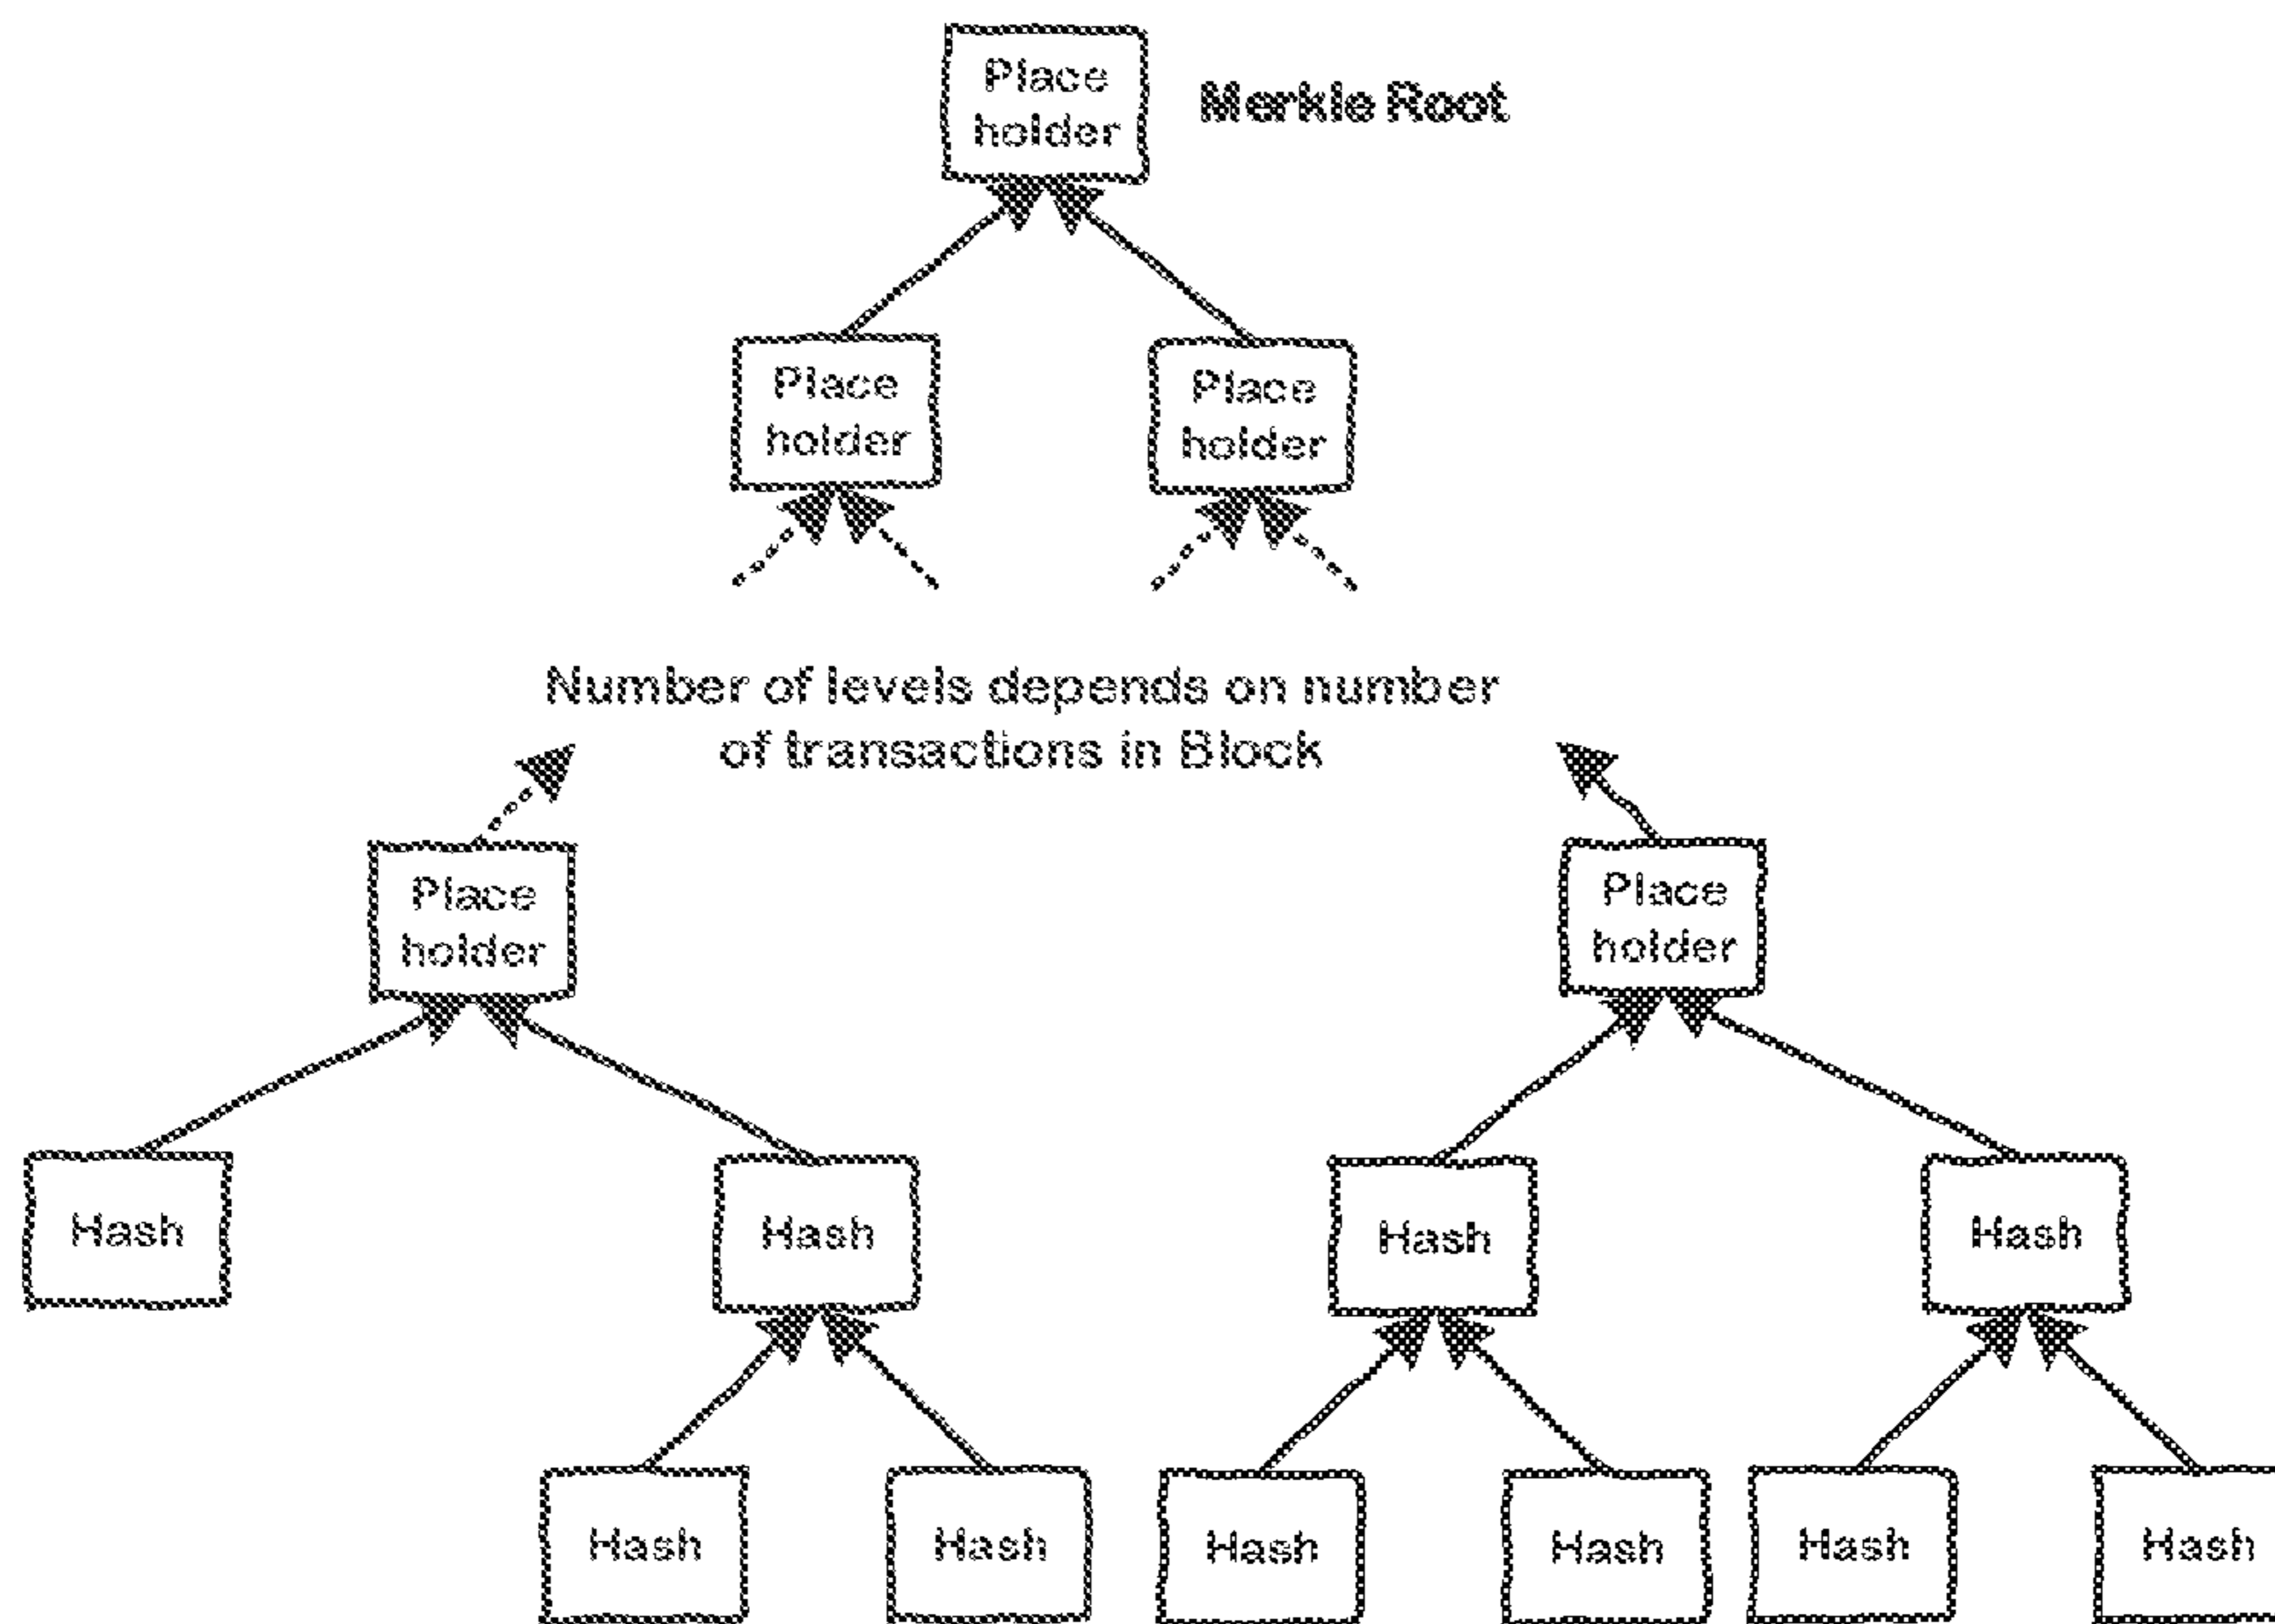 Place
holder
Merkle Root
Place
holder
Place
holder
Number of levels depends on number
of transactions in Block
Place
holder
Place
holder
Hash
Hash
Hash
Hash
Hash
Hash
Hash
Hash
Hash
Hash